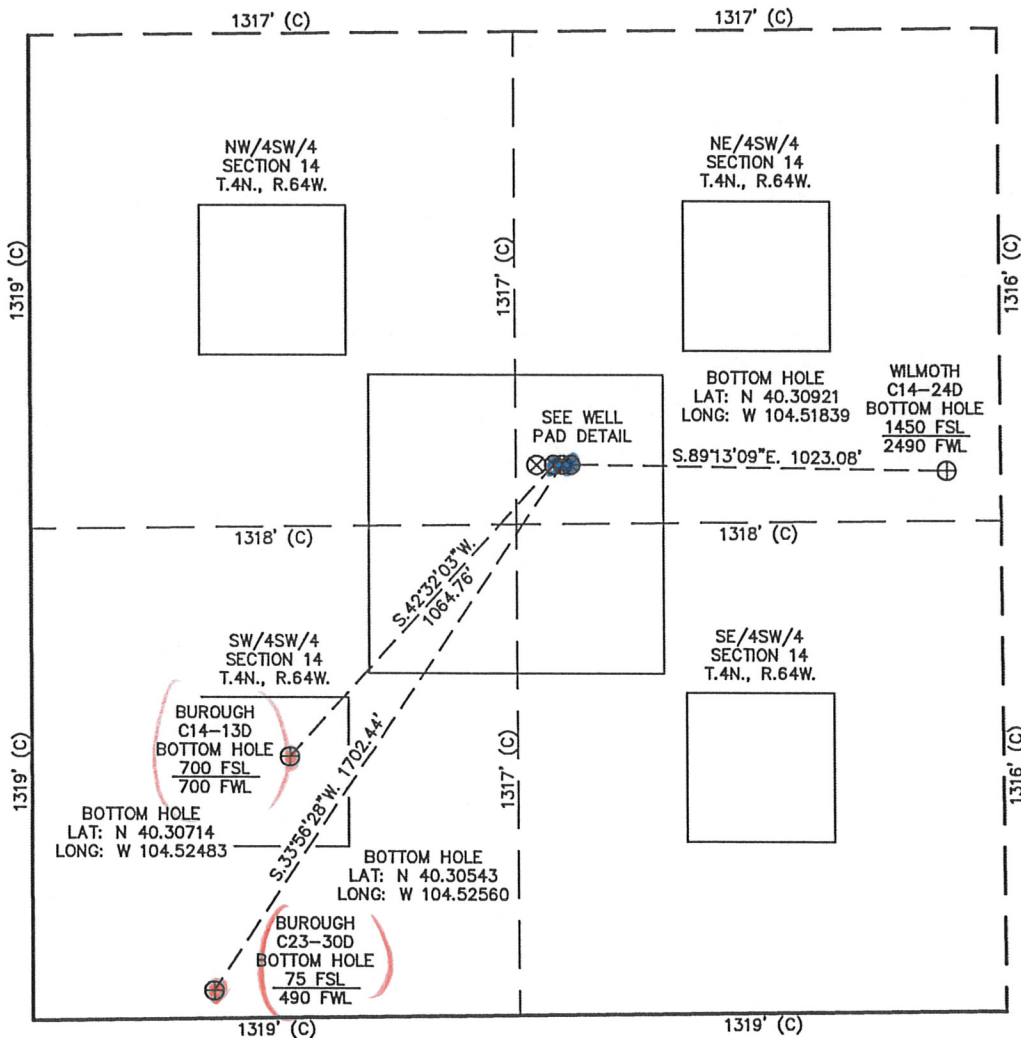 1317' (C)
1317' (C)
NW/4SW/4
SECTION 14
T.4N., R.64W.
NE/4SW/4
SECTION 14
T.4N., R.64W.
1319' (C)
1317' (C)
1316' (C)
BOTTOM HOLE
LAT: N 40.30921
LONG: W 104.51839
WILMOTH
C14-24D
BOTTOM HOLE
1450 FSL
2490 FWL
SEE WELL
PAD DETAIL
S.89°13'09"E. 1023.08'
1318' (C)
1318' (C)
S.42°32'03"W.
1064.76'
SW/4SW/4
SECTION 14
T.4N., R.64W.
SE/4SW/4
SECTION 14
T.4N., R.64W.
BUROUGH
C14-13D
BOTTOM HOLE
700 FSL
700 FWL
1319' (C)
S.33°56'28"W. 1702.44'
1317' (C)
1316' (C)
BOTTOM HOLE
LAT: N 40.30714
LONG: W 104.52483
BOTTOM HOLE
LAT: N 40.30543
LONG: W 104.52560
BUROUGH
C23-30D
BOTTOM HOLE
75 FSL
490 FWL
1319' (C)
1319' (C)